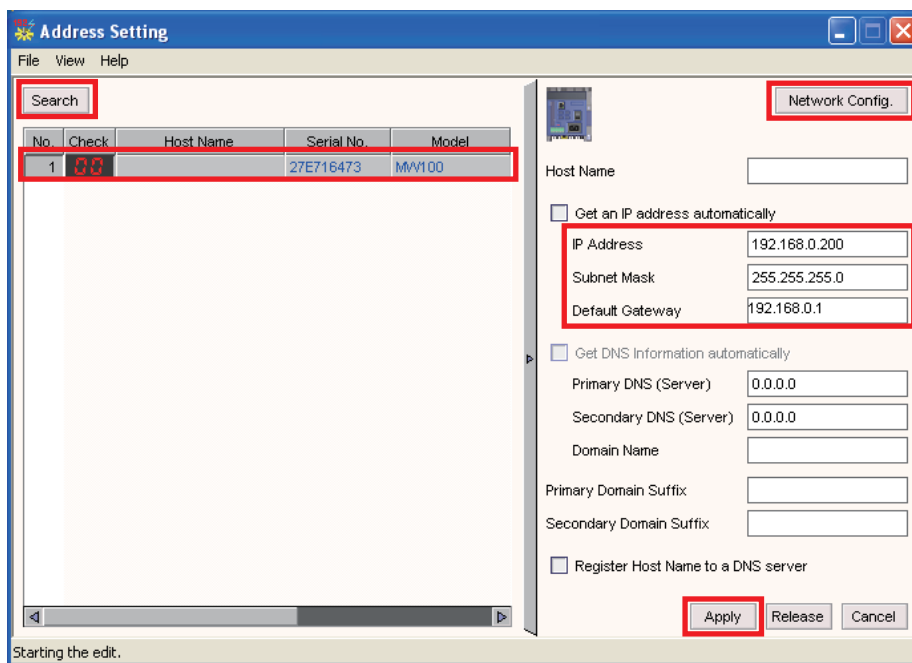 Address Setting
File View Help
Search
Network Config.
No. Check Host Name Serial No. Model
1 00 27E716473 MW100
Host Name
Get an IP address automatically
IP Address 192.168.0.200
Subnet Mask 255.255.255.0
Default Gateway 192.168.0.1
Get DNS Information automatically
Primary DNS (Server) 0.0.0.0
Secondary DNS (Server) 0.0.0.0
Domain Name
Primary Domain Suffix
Secondary Domain Suffix
Register Host Name to a DNS server
Apply Release Cancel
Starting the edit.